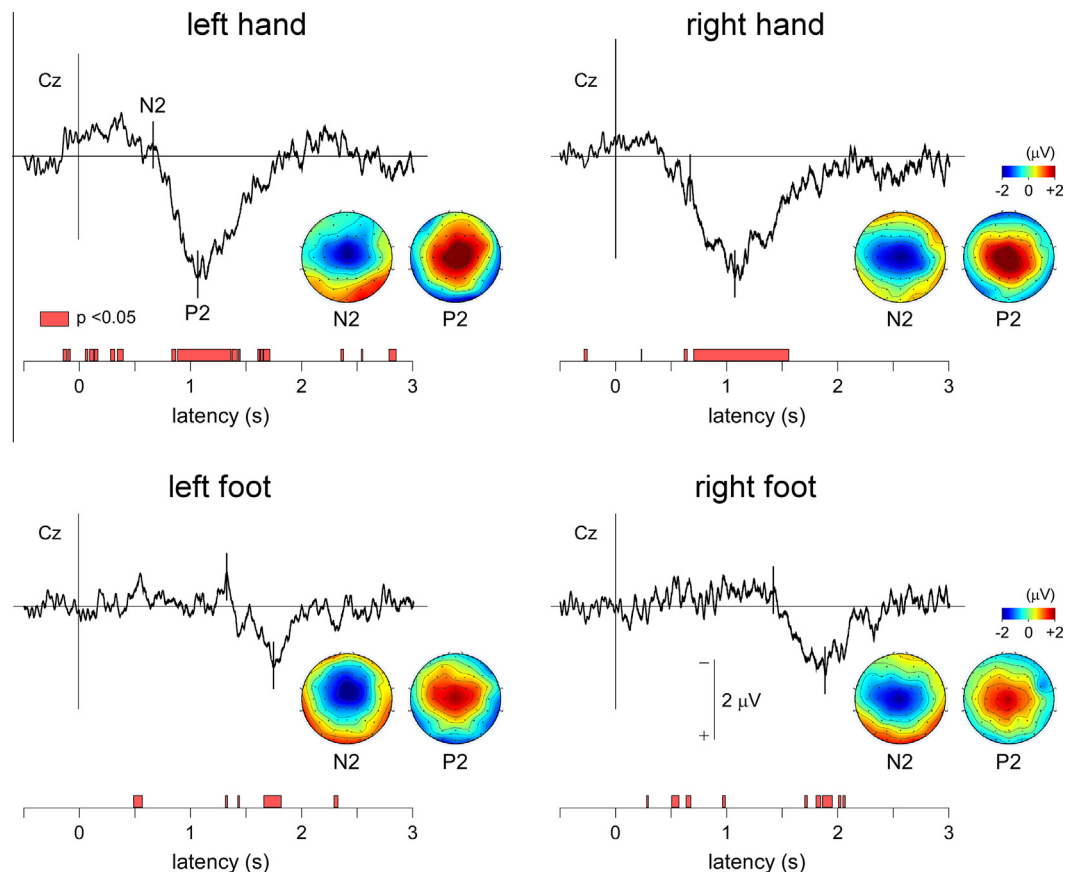 left hand
right hand
Cz
N2
Cz
(μV)
-2 0 +2
P2
N2
P2
N2
P2
p <0.05
0 1 2 3
latency (s)
0 1 2 3
latency (s)
left foot
right foot
Cz
Cz
(μV)
-2 0 +2
−
2 μV
+
N2
P2
N2
P2
0 1 2 3
latency (s)
0 1 2 3
latency (s)